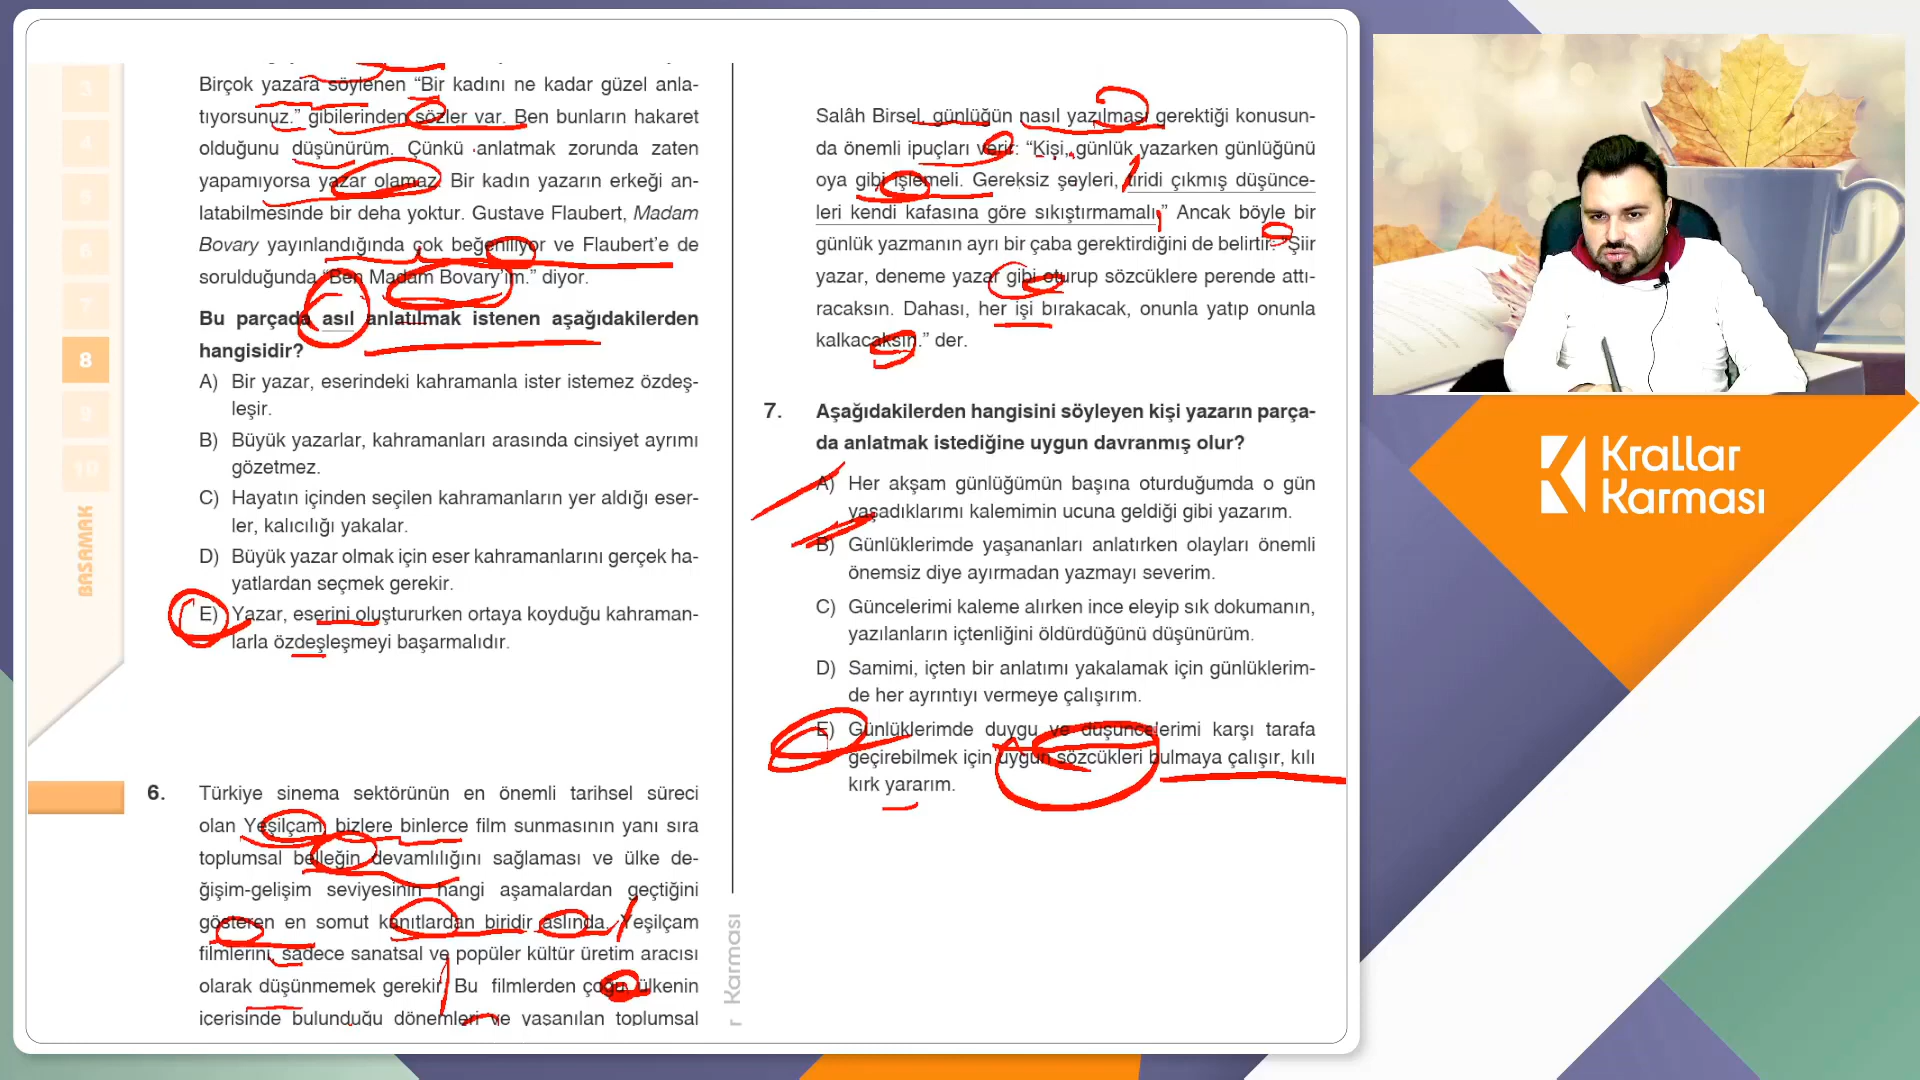 Birçok yazara söylenen “Bir kadını ne kadar güzel anla-
tıyorsunuz.” gibilerinden sözler var. Ben bunların hakaret
olduğunu düşünürüm. Çünkü anlatmak zorunda zaten
yapamıyorsa yazar olamaz. Bir kadın yazarın erkeği an-
latabilmesinde bir deha yoktur. Gustave Flaubert, Madam
Bovary yayınlandığında çok beğeniliyor ve Flaubert’e de
sorulduğunda “Ben Madam Bovary’im.” diyor.
Bu parçada asıl anlatılmak istenen aşağıdakilerden
hangisidir?
A) Bir yazar, eserindeki kahramanla ister istemez özdeş-
leşir.
B) Büyük yazarlar, kahramanları arasında cinsiyet ayrımı
gözetmez.
C) Hayatın içinden seçilen kahramanların yer aldığı eser-
ler, kalıcılığı yakalar.
D) Büyük yazar olmak için eser kahramanlarını gerçek ha-
yatlardan seçmek gerekir.
E) Yazar, eserini oluştururken ortaya koyduğu kahraman-
larla özdeşleşmeyi başarmalıdır.
6. Türkiye sinema sektörünün en önemli tarihsel süreci
olan Yeşilçam, bizlere binlerce film sunmasının yanı sıra
toplumsal belleğin devamlılığını sağlaması ve ülke de-
ğişim-gelişim seviyesinin hangi aşamalardan geçtiğini
gösteren en somut kanıtlardan biridir aslında. Yeşilçam
filmlerini, sadece sanatsal ve popüler kültür üretim aracısı
olarak düşünmemek gerekir. Bu filmlerden çoğu ülkenin
içerisinde bulunduğu dönemleri ve yaşanılan toplumsal
Salâh Birsel, günlüğün nasıl yazılması gerektiği konusun-
da önemli ipuçları verir: “Kişi, günlük yazarken günlüğünü
oya gibi işlemeli. Gereksiz şeyleri, tiridi çıkmış düşünce-
leri kendi kafasına göre sıkıştırmamalı.” Ancak böyle bir
günlük yazmanın ayrı bir çaba gerektirdiğini de belirtir: “Şiir
yazar, deneme yazar gibi oturup sözcüklere perende attı-
racaksın. Dahası, her işi bırakacak, onunla yatıp onunla
kalkacaksın.” der.
7. Aşağıdakilerden hangisini söyleyen kişi yazarın parça-
da anlatmak istediğine uygun davranmış olur?
A) Her akşam günlüğümün başına oturduğumda o gün
yaşadıklarımı kalemimin ucuna geldiği gibi yazarım.
B) Günlüklerimde yaşananları anlatırken olayları önemli
önemsiz diye ayırmadan yazmayı severim.
C) Güncelerimi kaleme alırken ince eleyip sık dokumanın,
yazılanların içtenliğini öldürdüğünü düşünürüm.
D) Samimi, içten bir anlatımı yakalamak için günlüklerim-
de her ayrıntıyı vermeye çalışırım.
E) Günlüklerimde duygu ve düşüncelerimi karşı tarafa
geçirebilmek için uygun sözcükleri bulmaya çalışır, kılı
kırk yararım.
3
4
5
6
7
8
9
10
BASAMAK
r Karması
Krallar
Karması